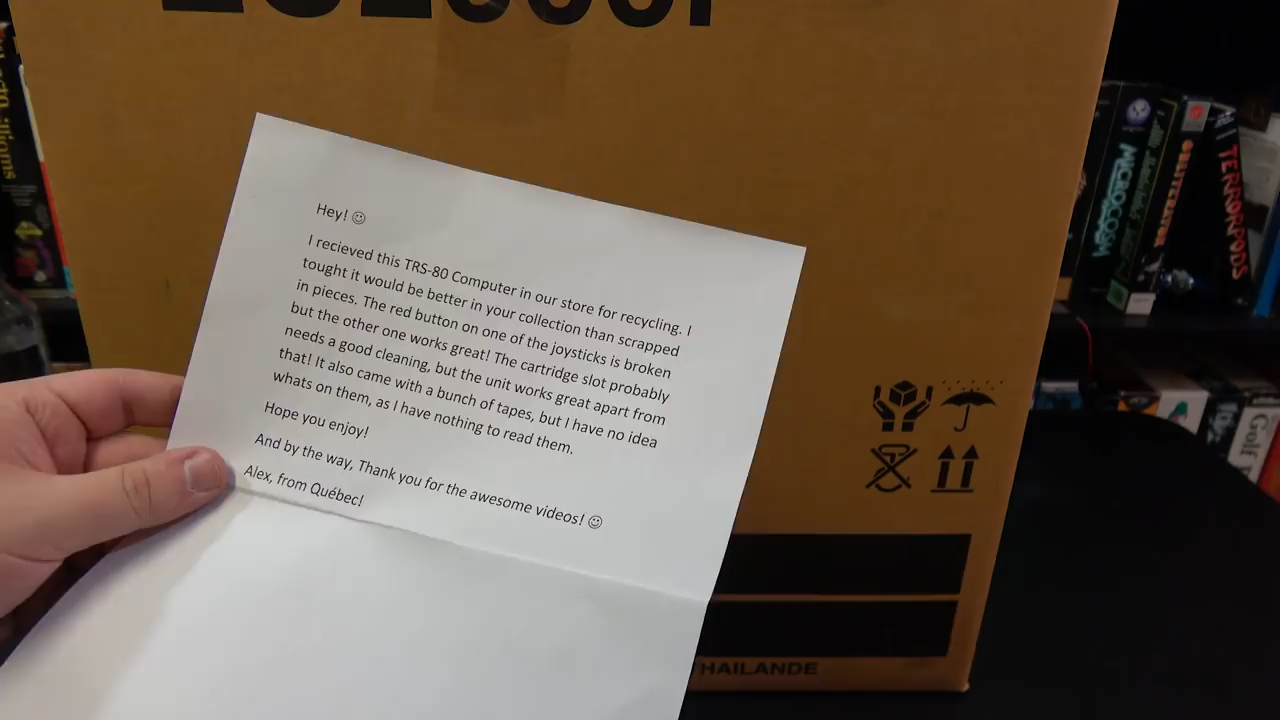 Hey! ☺
I recieved this TRS-80 Computer in our store for recycling. I
tought it would be better in your collection than scrapped
in pieces. The red button on one of the joysticks is broken
but the other one works great! The cartridge slot probably
needs a good cleaning, but the unit works great apart from
that! It also came with a bunch of tapes, but I have no idea
whats on them, as I have nothing to read them.
Hope you enjoy!
And by the way, Thank you for the awesome videos! ☺
Alex, from Québec!
HAILANDE
MICROCOSM
OBLITERATOR
TERRORPODS
Golf